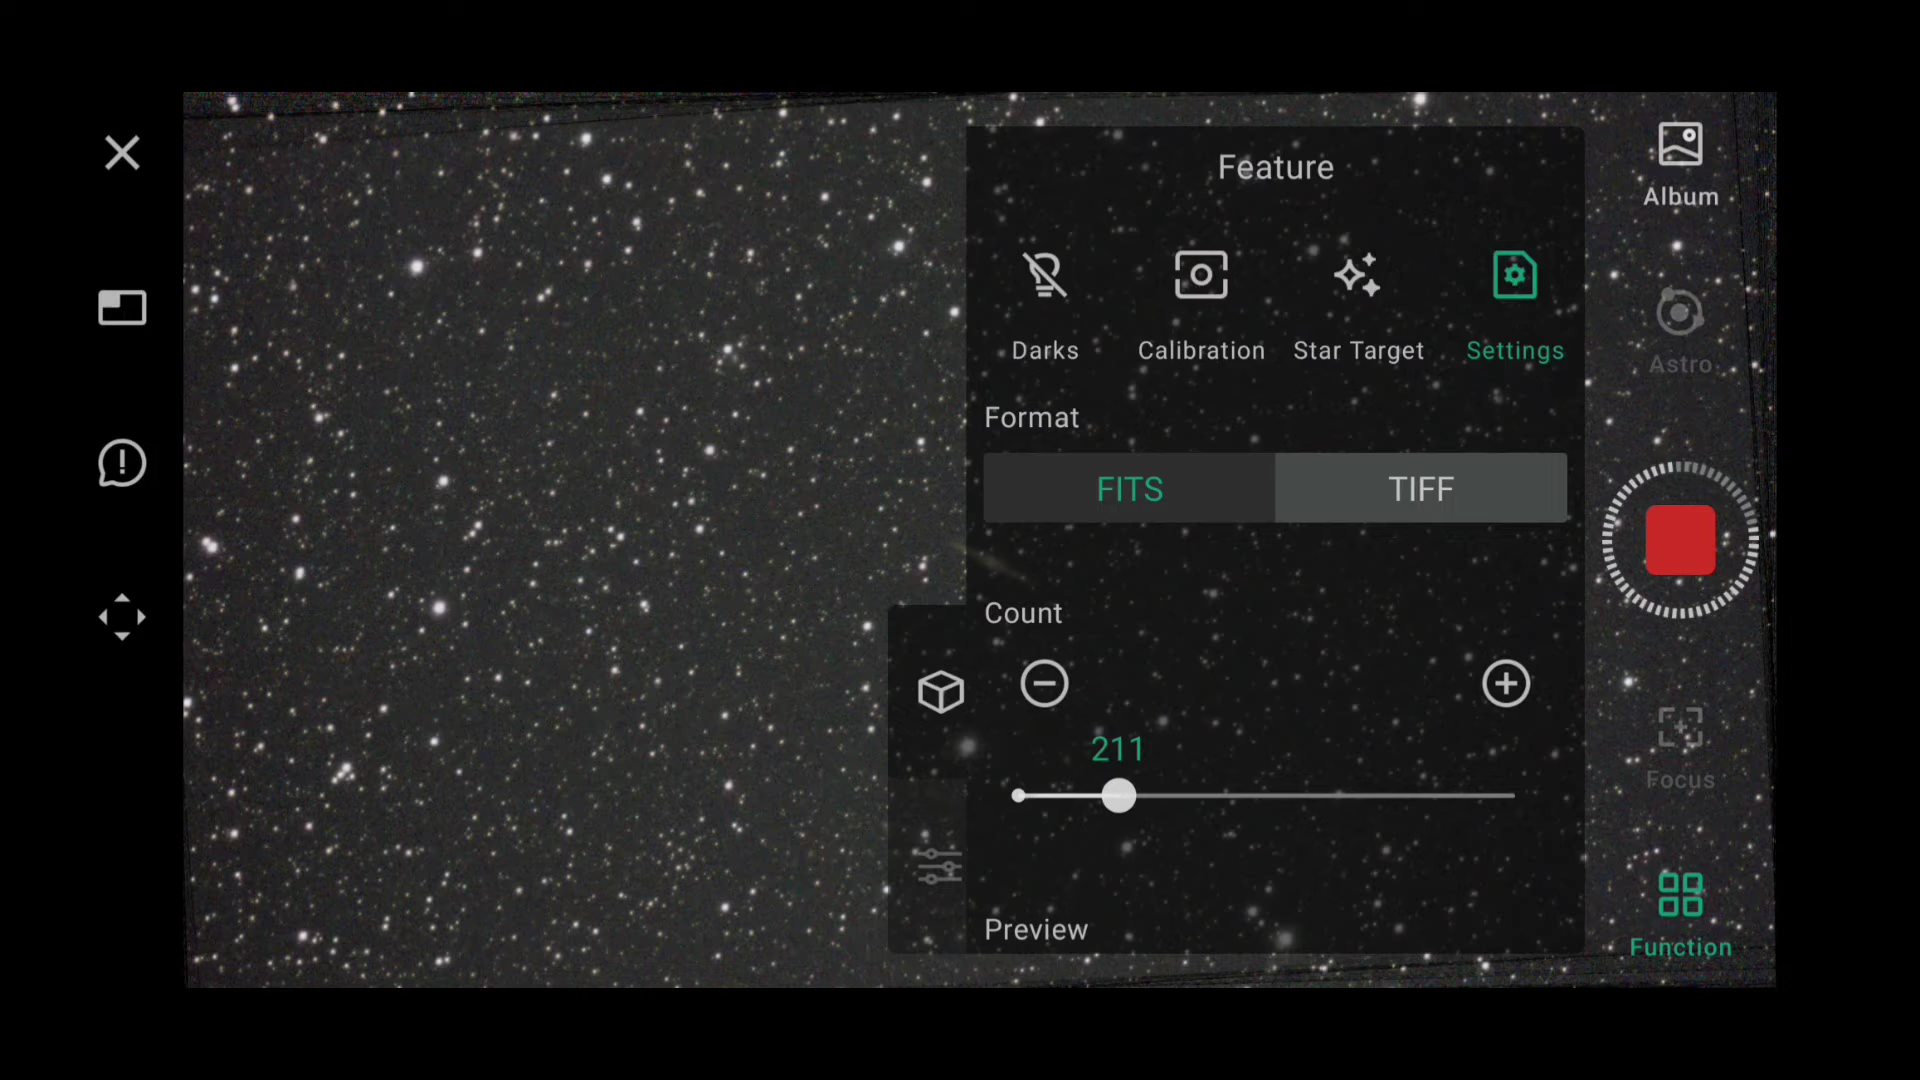 Feature
Album
Darks
Calibration
Star Target
Settings
Astro
Format
FITS
TIFF
Count
211
Focus
Preview
Function